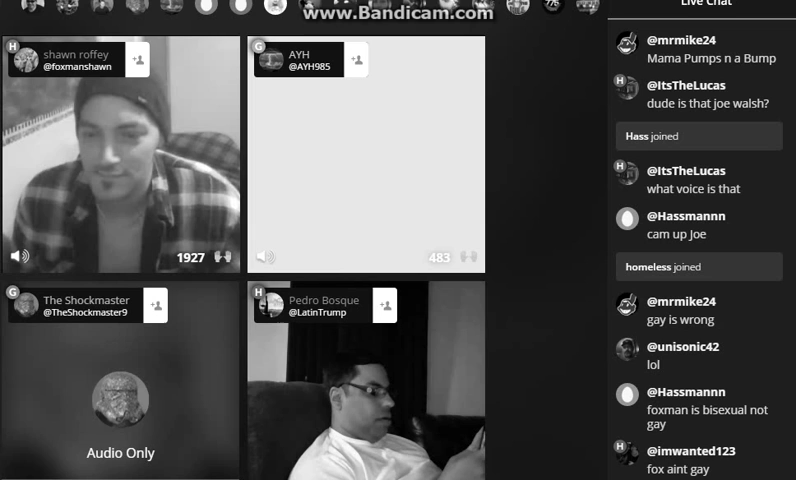 www.Bandicam.com
Live Chat
H
shawn roffey
@foxmanshawn
1927
G
AYH
@AYH985
483
G
The Shockmaster
@TheShockmaster9
Audio Only
H
Pedro Bosque
@LatinTrump
@mrmike24
Mama Pumps n a Bump
H
@ItsTheLucas
dude is that joe walsh?
Hass joined
H
@ItsTheLucas
what voice is that
@Hassmannn
cam up Joe
homeless joined
@mrmike24
gay is wrong
@unisonic42
lol
@Hassmannn
foxman is bisexual not
gay
H
@imwanted123
fox aint gay